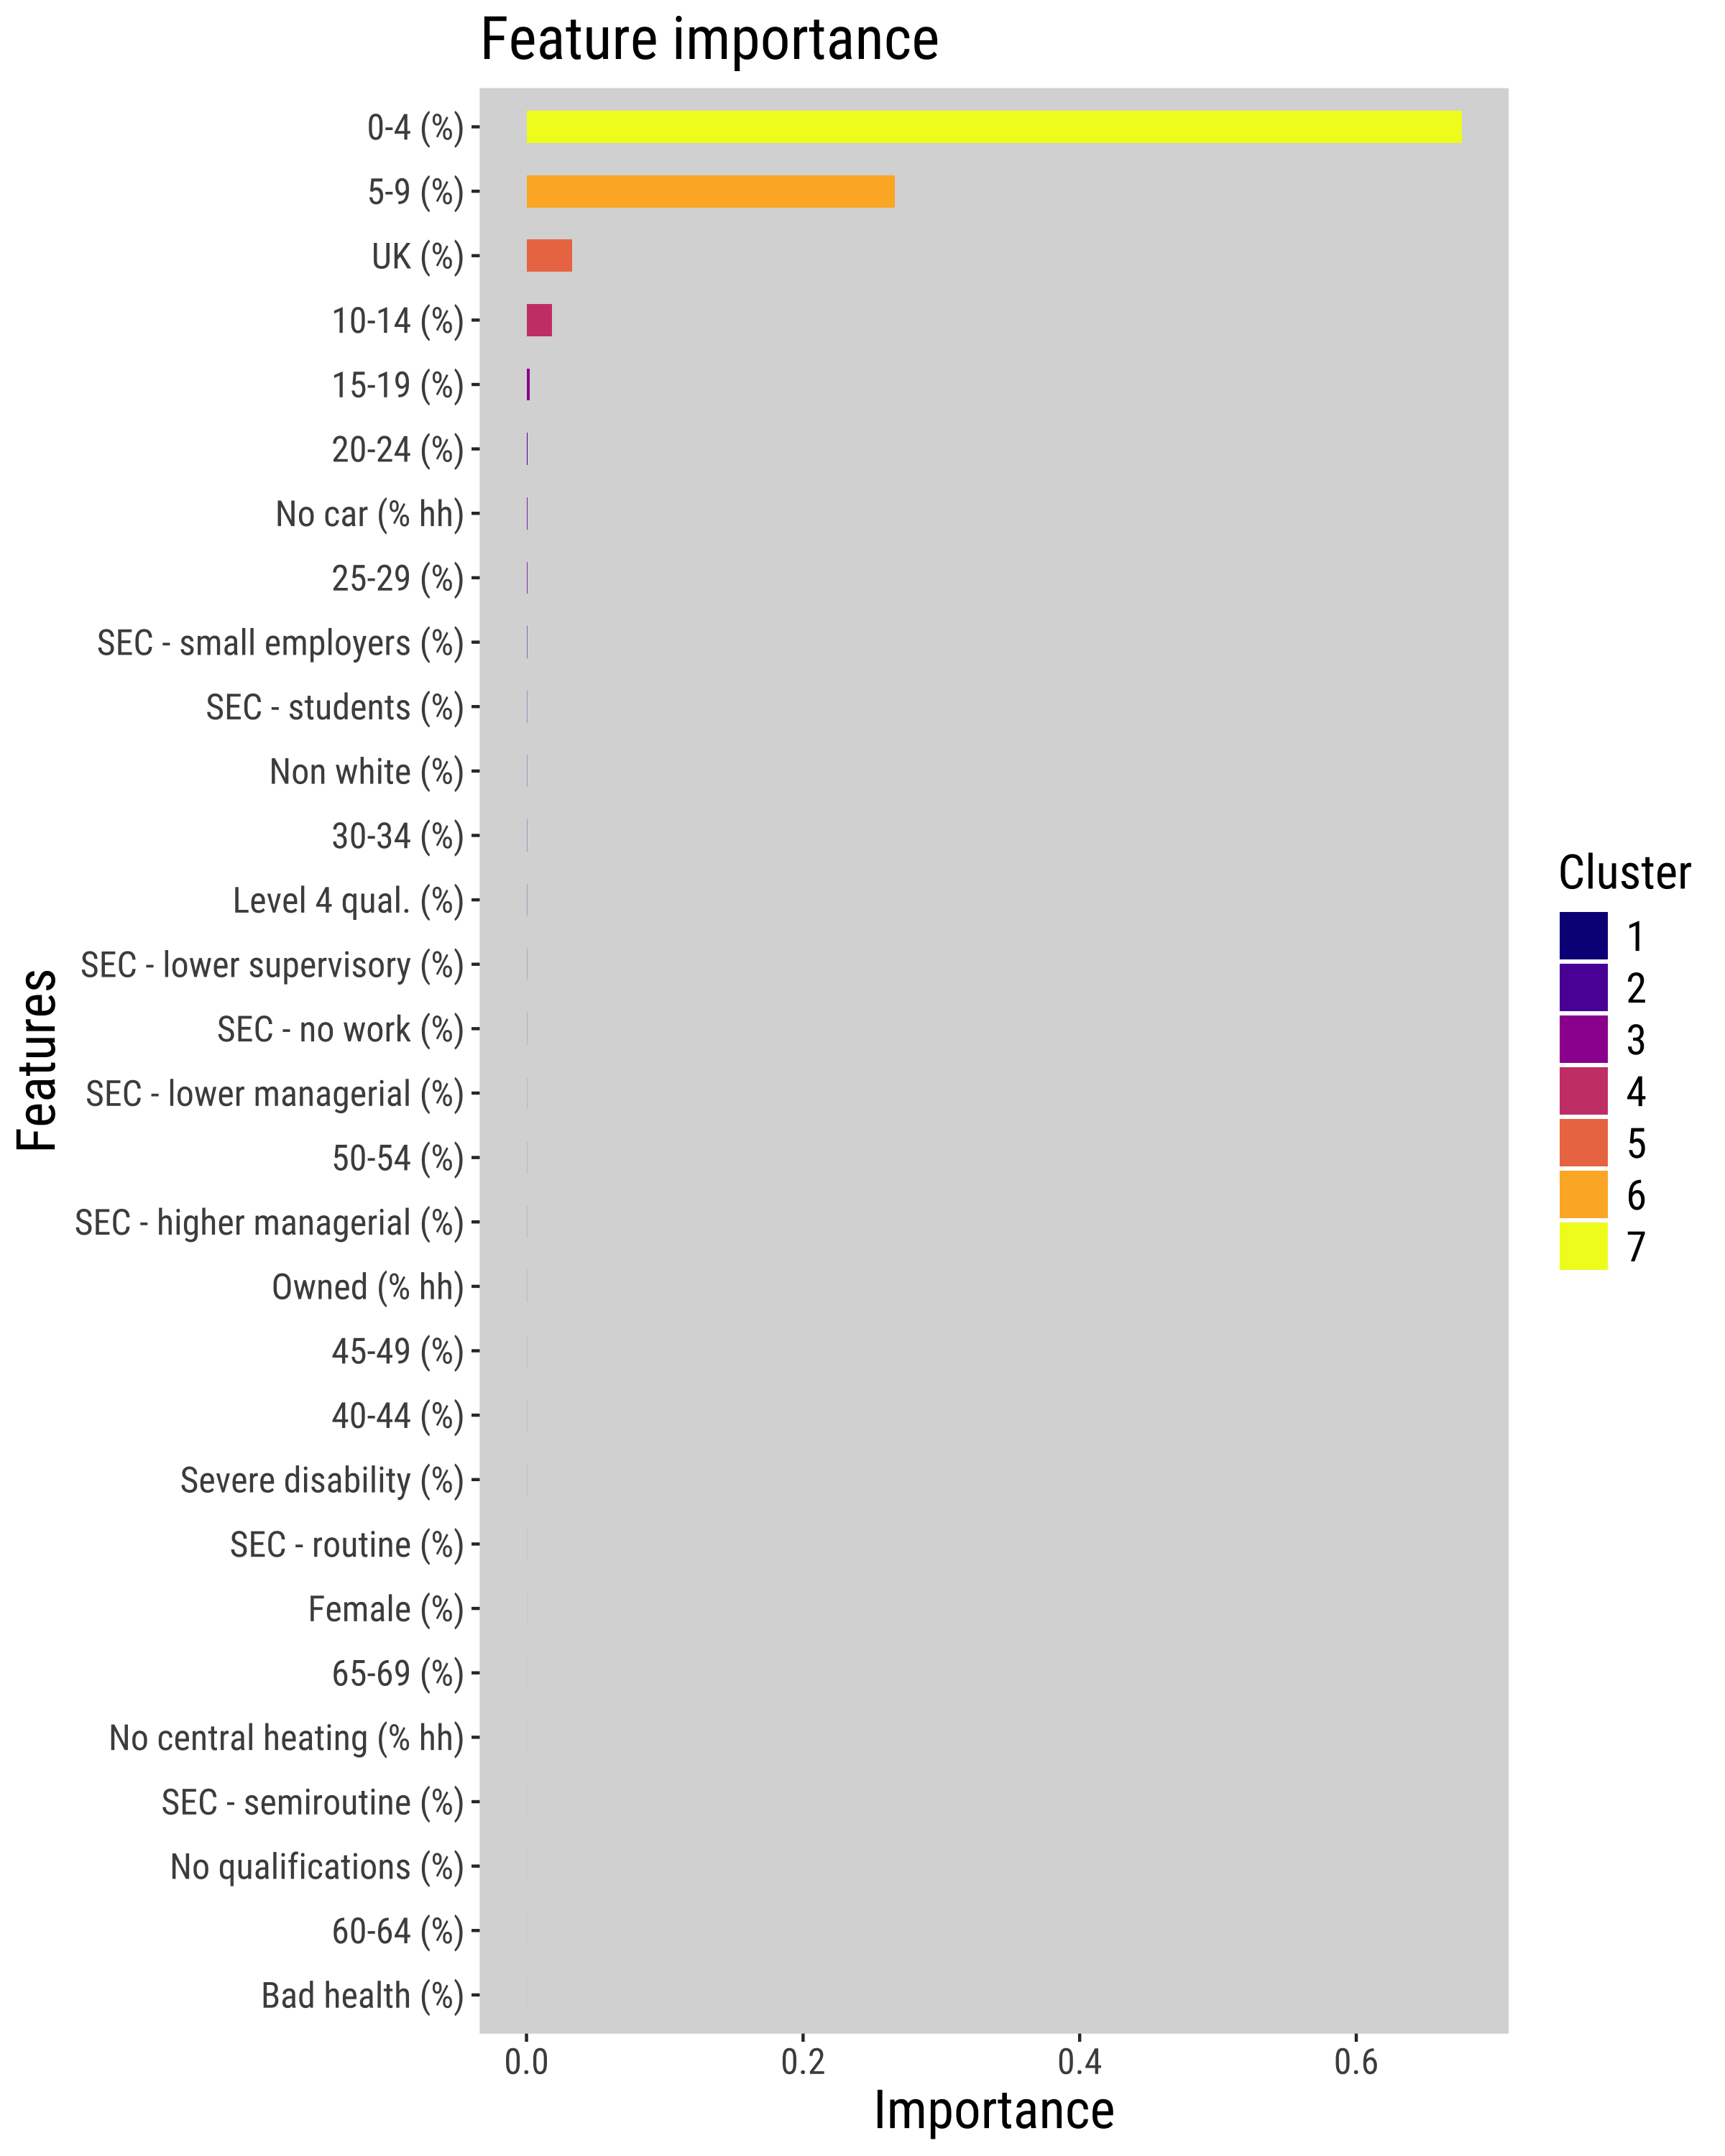 Feature importance
0-4 (%)
5-9 (%)
UK (%)
10-14 (%)
15-19 (%)
20-24 (%)
No car (% hh)
25-29 (%)
SEC - small employers (%)
SEC - students (%)
Non white (%)
30-34 (%)
Level 4 qual. (%)
SEC - lower supervisory (%)
SEC - no work (%)
SEC - lower managerial (%)
50-54 (%)
SEC - higher managerial (%)
Owned (% hh)
45-49 (%)
40-44 (%)
Severe disability (%)
SEC - routine (%)
Female (%)
65-69 (%)
No central heating (% hh)
SEC - semiroutine (%)
No qualifications (%)
60-64 (%)
Bad health (%)
Features
0.0 0.2 0.4 0.6
Importance
Cluster
1
2
3
4
5
6
7